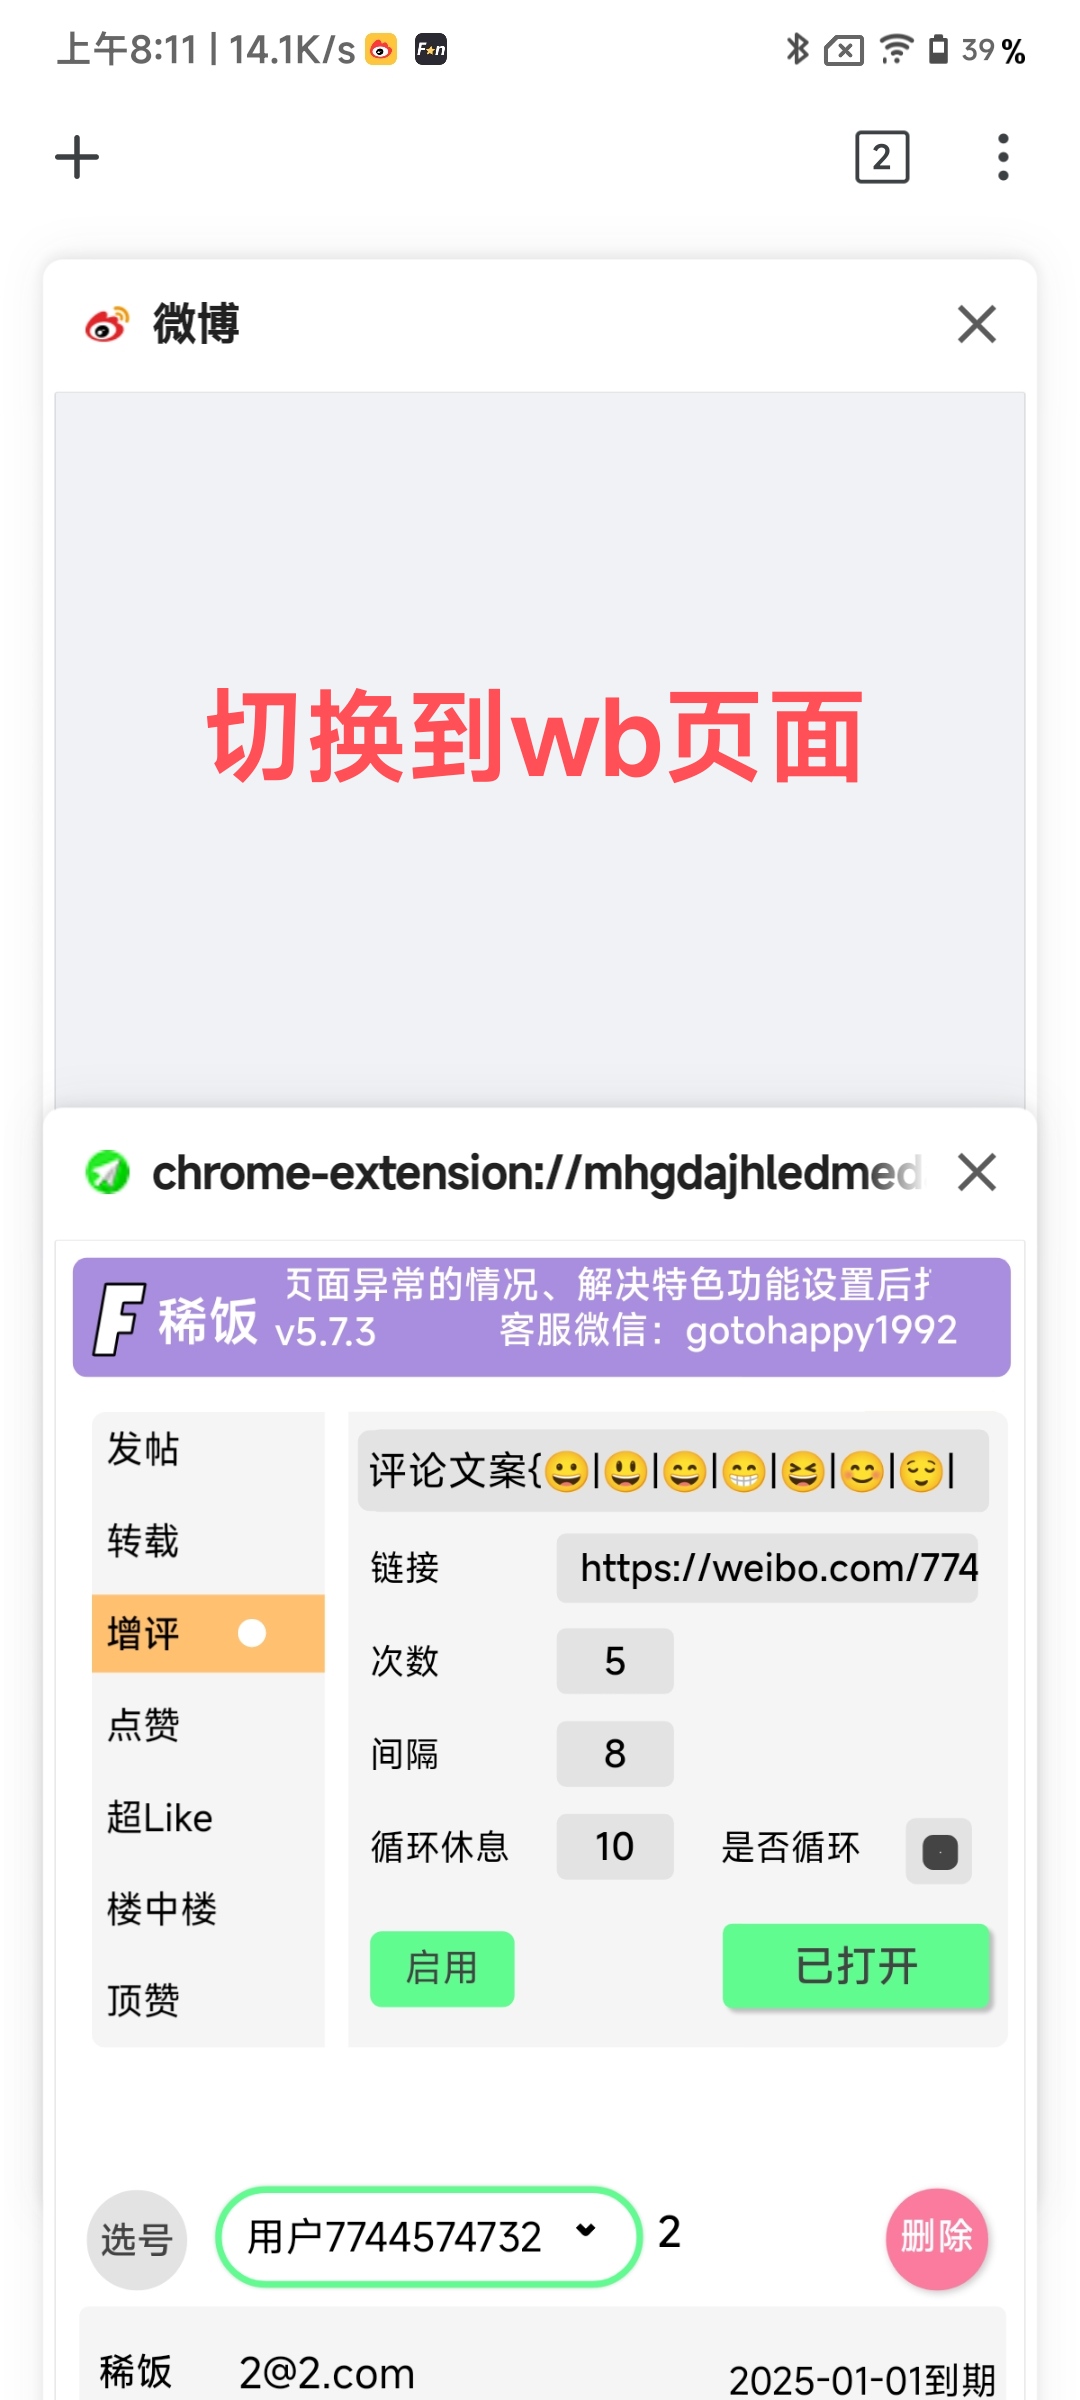 上午8:11 | 14.1K/s F★n 39 %
2
微博
切换到wb页面
chrome-extension://mhgdajhledmed
页面异常的情况、解决特色功能设置后
F 稀饭 v5.7.3 客服微信：gotohappy1992
发帖
转载
增评
点赞
超Like
楼中楼
顶赞
评论文案{😀|😃|😄|😁|😆|😊|😌|
链接 https://weibo.com/774
次数 5
间隔 8
循环休息 10 是否循环
启用 已打开
选号 用户7744574732 2 删除
稀饭 2@2.com 2025-01-01到期